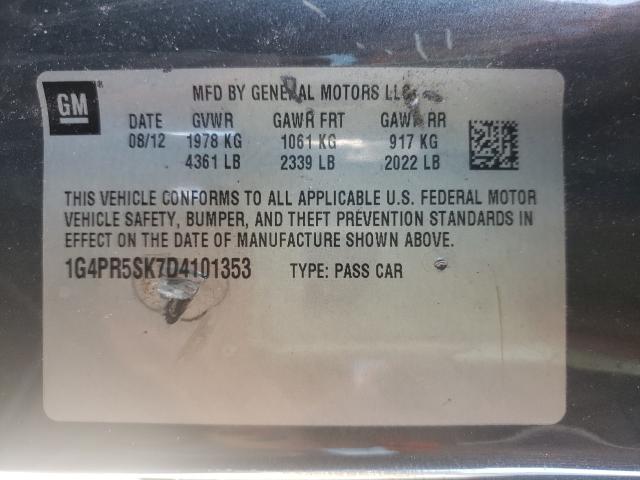 GM
MFD BY GENERAL MOTORS LLC
DATE GVWR GAWR FRT GAWR RR
08/12 1978 KG 1061 KG 917 KG
4361 LB 2339 LB 2022 LB
THIS VEHICLE CONFORMS TO ALL APPLICABLE U.S. FEDERAL MOTOR
VEHICLE SAFETY, BUMPER, AND THEFT PREVENTION STANDARDS IN
EFFECT ON THE DATE OF MANUFACTURE SHOWN ABOVE.
1G4PR5SK7D4101353 TYPE: PASS CAR